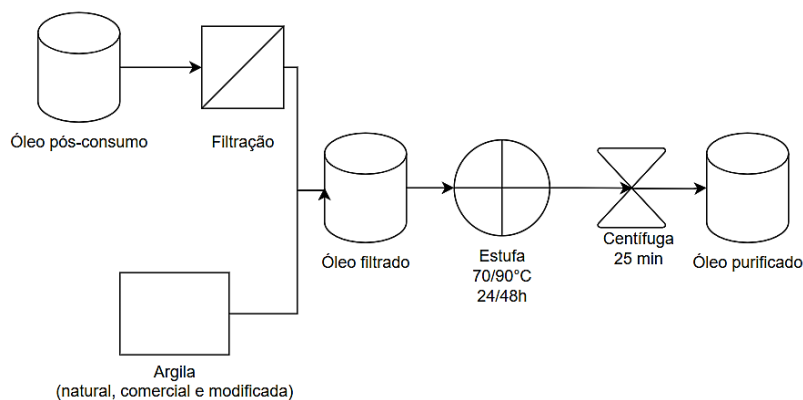 Óleo pós-consumo
Filtração
Óleo filtrado
Estufa
70/90°C
24/48h
Centífuga
25 min
Óleo purificado
Argila
(natural, comercial e modificada)